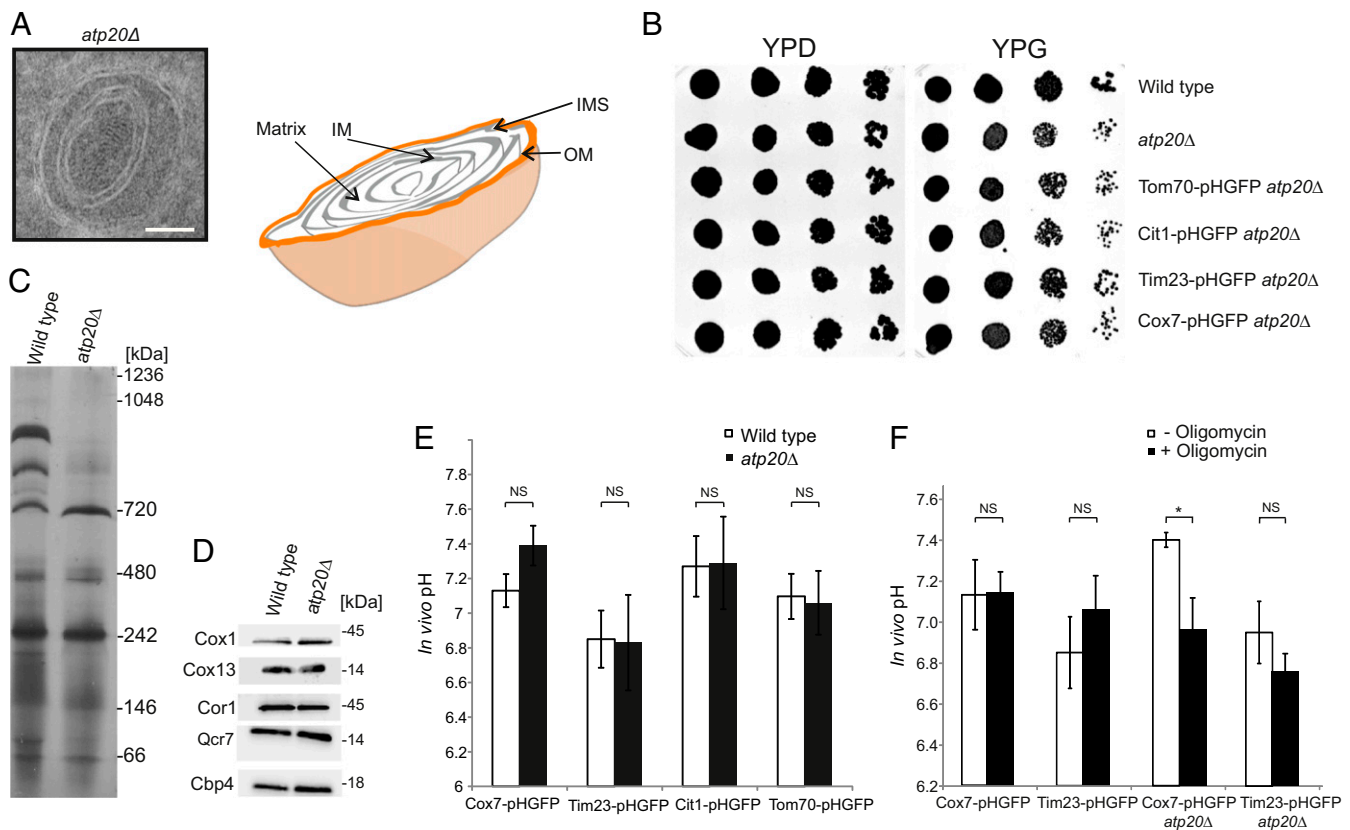 A
atp20Δ
Matrix
IM
IMS
OM
B
YPD
YPG
Wild type
atp20Δ
Tom70-pHGFP atp20Δ
Cit1-pHGFP atp20Δ
Tim23-pHGFP atp20Δ
Cox7-pHGFP atp20Δ
C
Wild type
atp20Δ
[kDa]
-1236
-1048
-720
-480
-242
-146
-66
D
Wild type
atp20Δ
[kDa]
Cox1
-45
Cox13
-14
Cor1
-45
Qcr7
-14
Cbp4
-18
E
Wild type
atp20Δ
In vivo pH
8
7.8
7.6
7.4
7.2
7
6.8
6.6
6.4
6.2
6
NS
NS
NS
NS
Cox7-pHGFP
Tim23-pHGFP
Cit1-pHGFP
Tom70-pHGFP
F
- Oligomycin
+ Oligomycin
In vivo pH
7.6
7.4
7.2
7.0
6.8
6.6
6.4
6.2
NS
NS
*
NS
Cox7-pHGFP
Tim23-pHGFP
Cox7-pHGFP
atp20Δ
Tim23-pHGFP
atp20Δ